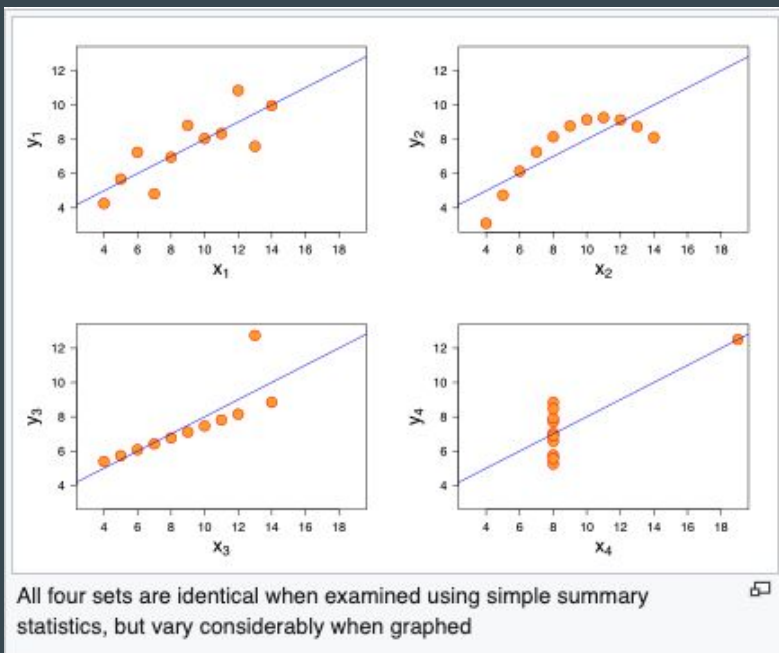 12
10
8
6
4
y₁
4 6 8 10 12 14 16 18
x₁
12
10
8
6
4
y₂
4 6 8 10 12 14 16 18
x₂
12
10
8
6
4
y₃
4 6 8 10 12 14 16 18
x₃
12
10
8
6
4
y₄
4 6 8 10 12 14 16 18
x₄
All four sets are identical when examined using simple summary
statistics, but vary considerably when graphed